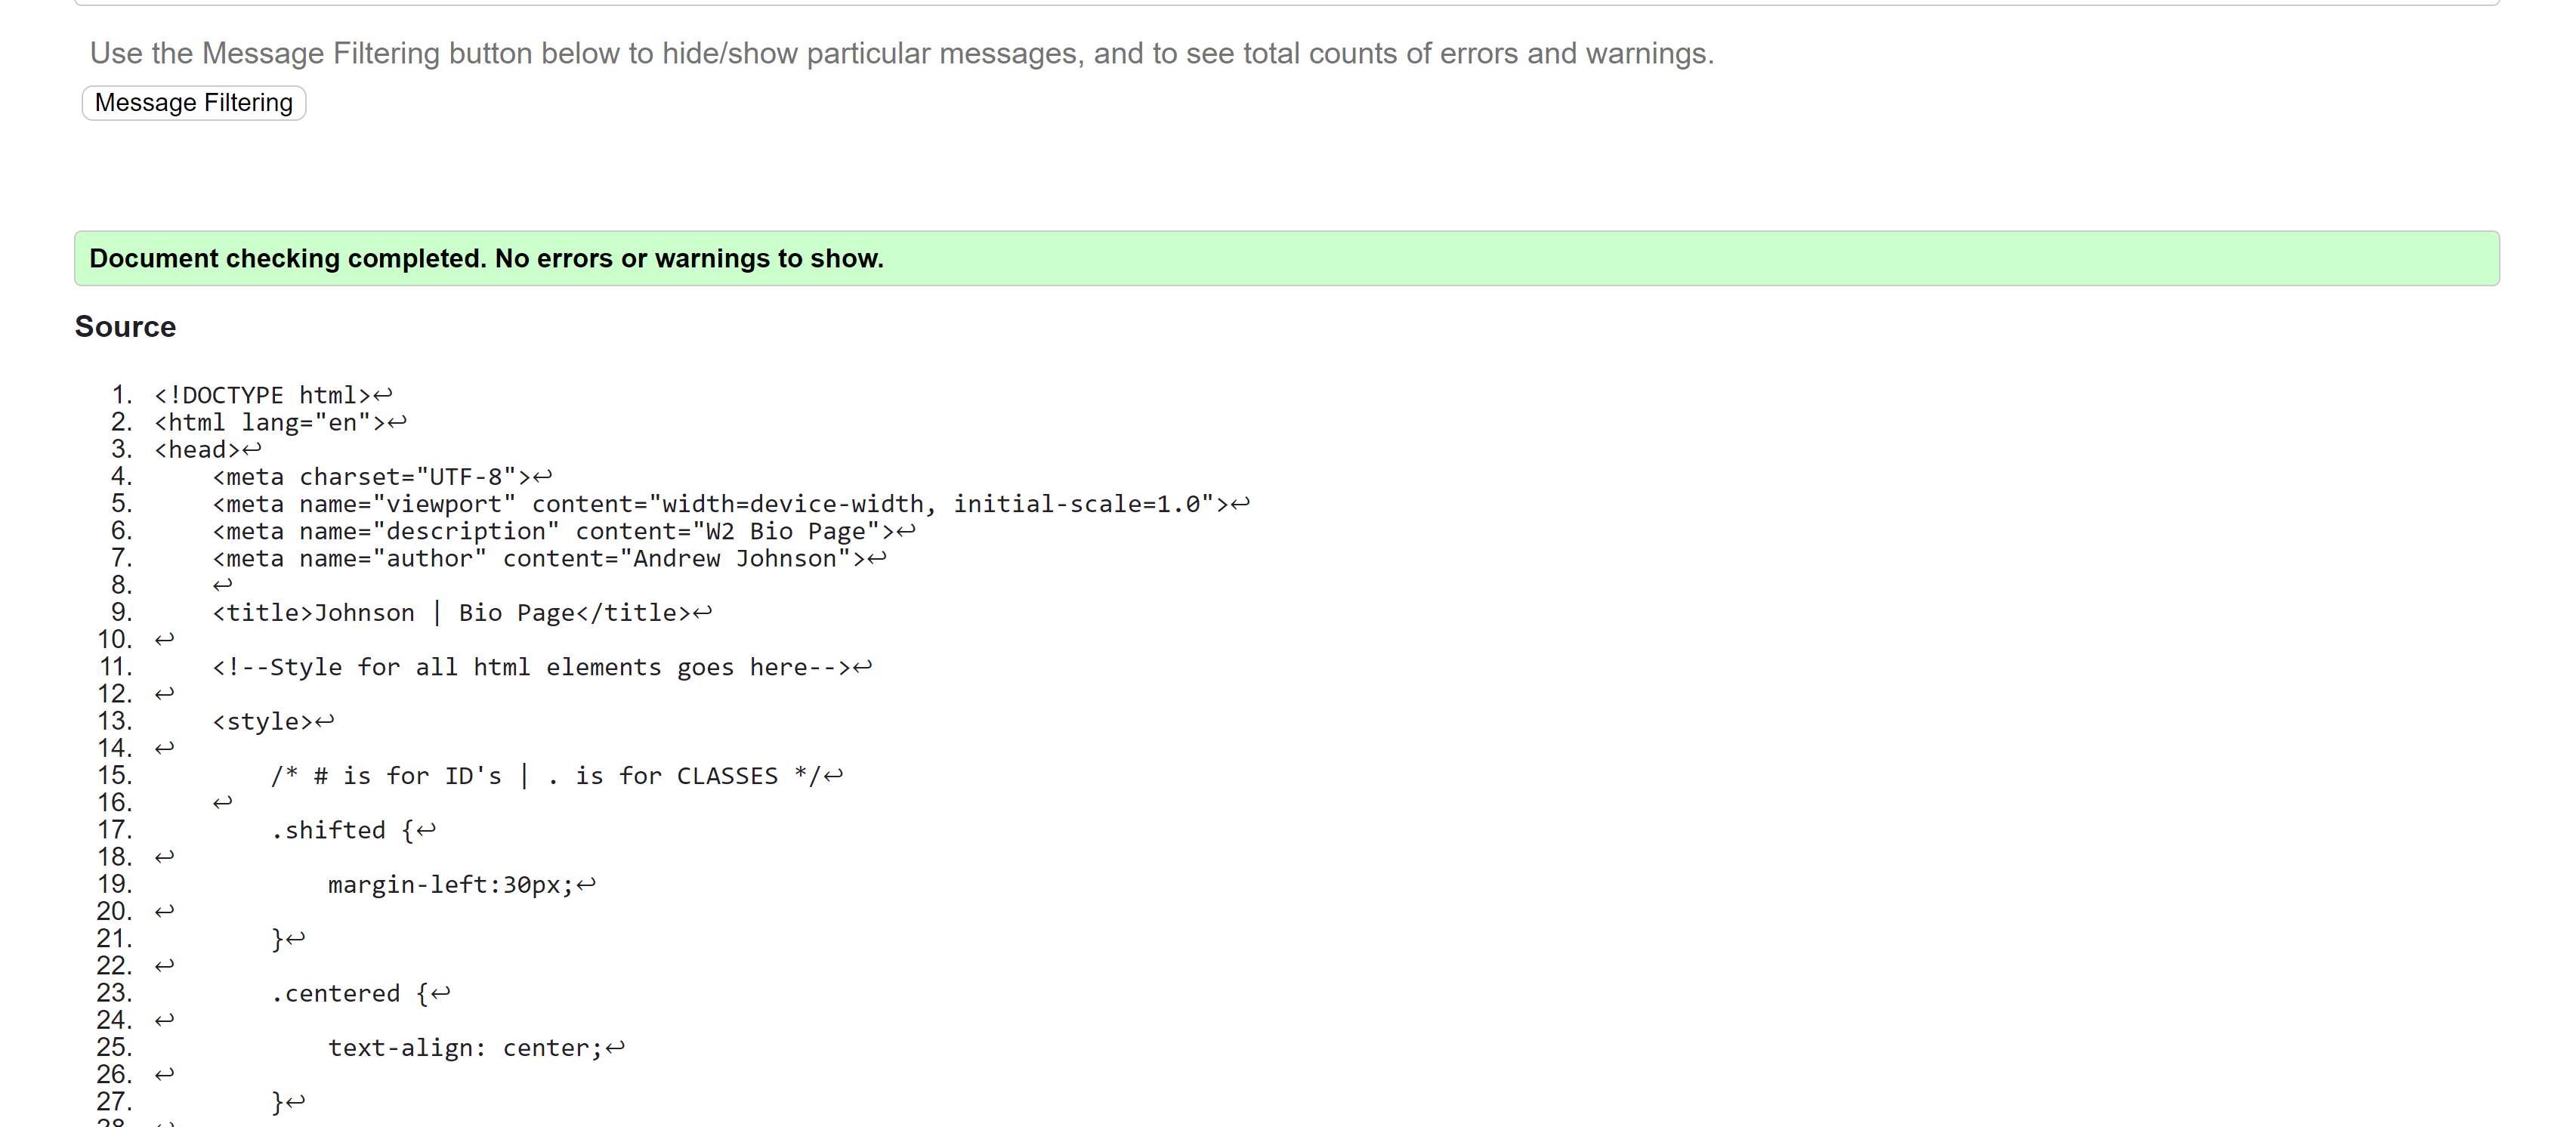 Use the Message Filtering button below to hide/show particular messages, and to see total counts of errors and warnings.
Message Filtering
Document checking completed. No errors or warnings to show.
Source
1. <!DOCTYPE html>↩
2. <html lang="en">↩
3. <head>↩
4.     <meta charset="UTF-8">↩
5.     <meta name="viewport" content="width=device-width, initial-scale=1.0">↩
6.     <meta name="description" content="W2 Bio Page">↩
7.     <meta name="author" content="Andrew Johnson">↩
8.     ↩
9.     <title>Johnson | Bio Page</title>↩
10. ↩
11.     <!--Style for all html elements goes here-->↩
12. ↩
13.     <style>↩
14. ↩
15.         /* # is for ID's | . is for CLASSES */↩
16.     ↩
17.         .shifted {↩
18. ↩
19.             margin-left:30px;↩
20. ↩
21.         }↩
22. ↩
23.         .centered {↩
24. ↩
25.             text-align: center;↩
26. ↩
27.         }↩
28. ↩